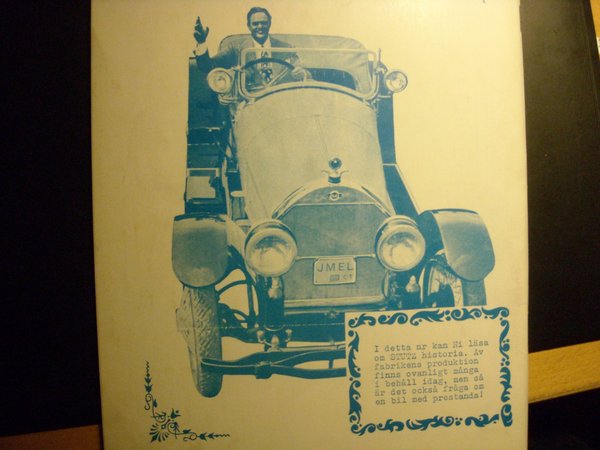 JMEL
I detta nr kan Ni läsa
om STUTZ historia. Av
fabrikens produktion
finns ovanligt många
i behåll idag, men så
är det också fråga om
en bil med prestanda!